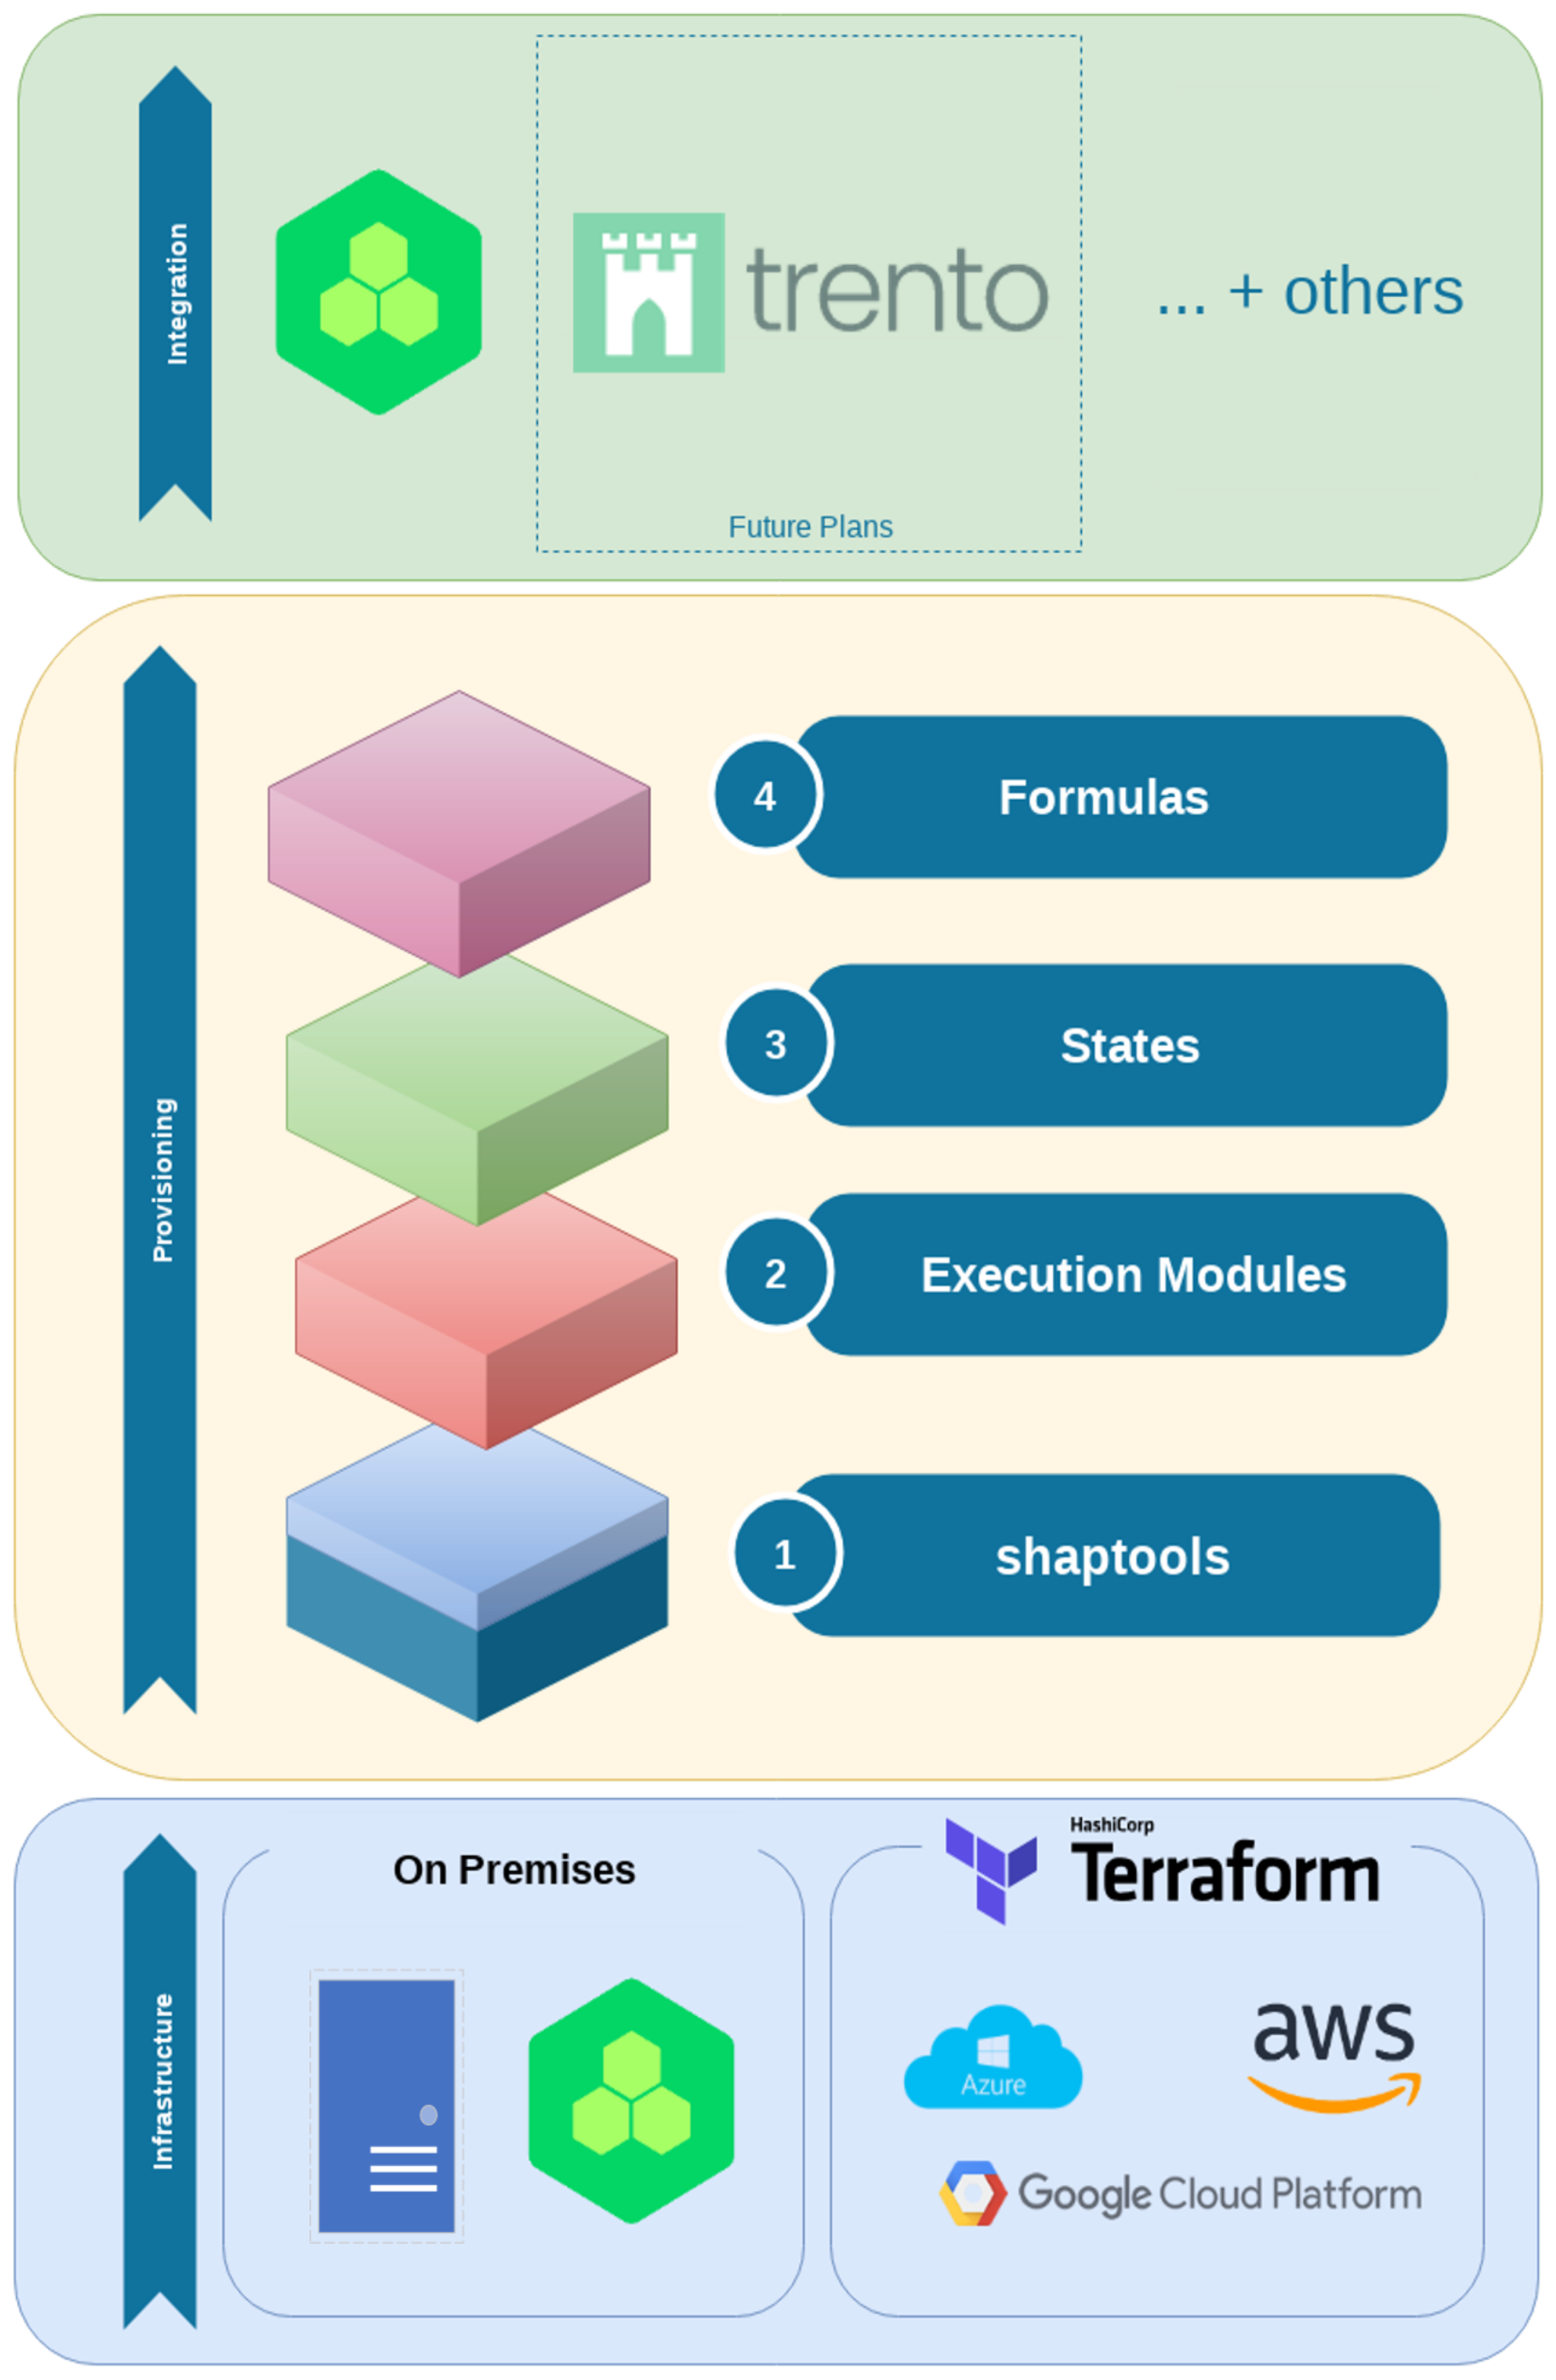 Integration
trento
... + others
Future Plans
Provisioning
4
Formulas
3
States
2
Execution Modules
1
shaptools
Infrastructure
On Premises
HashiCorp
Terraform
Azure
aws
Google Cloud Platform